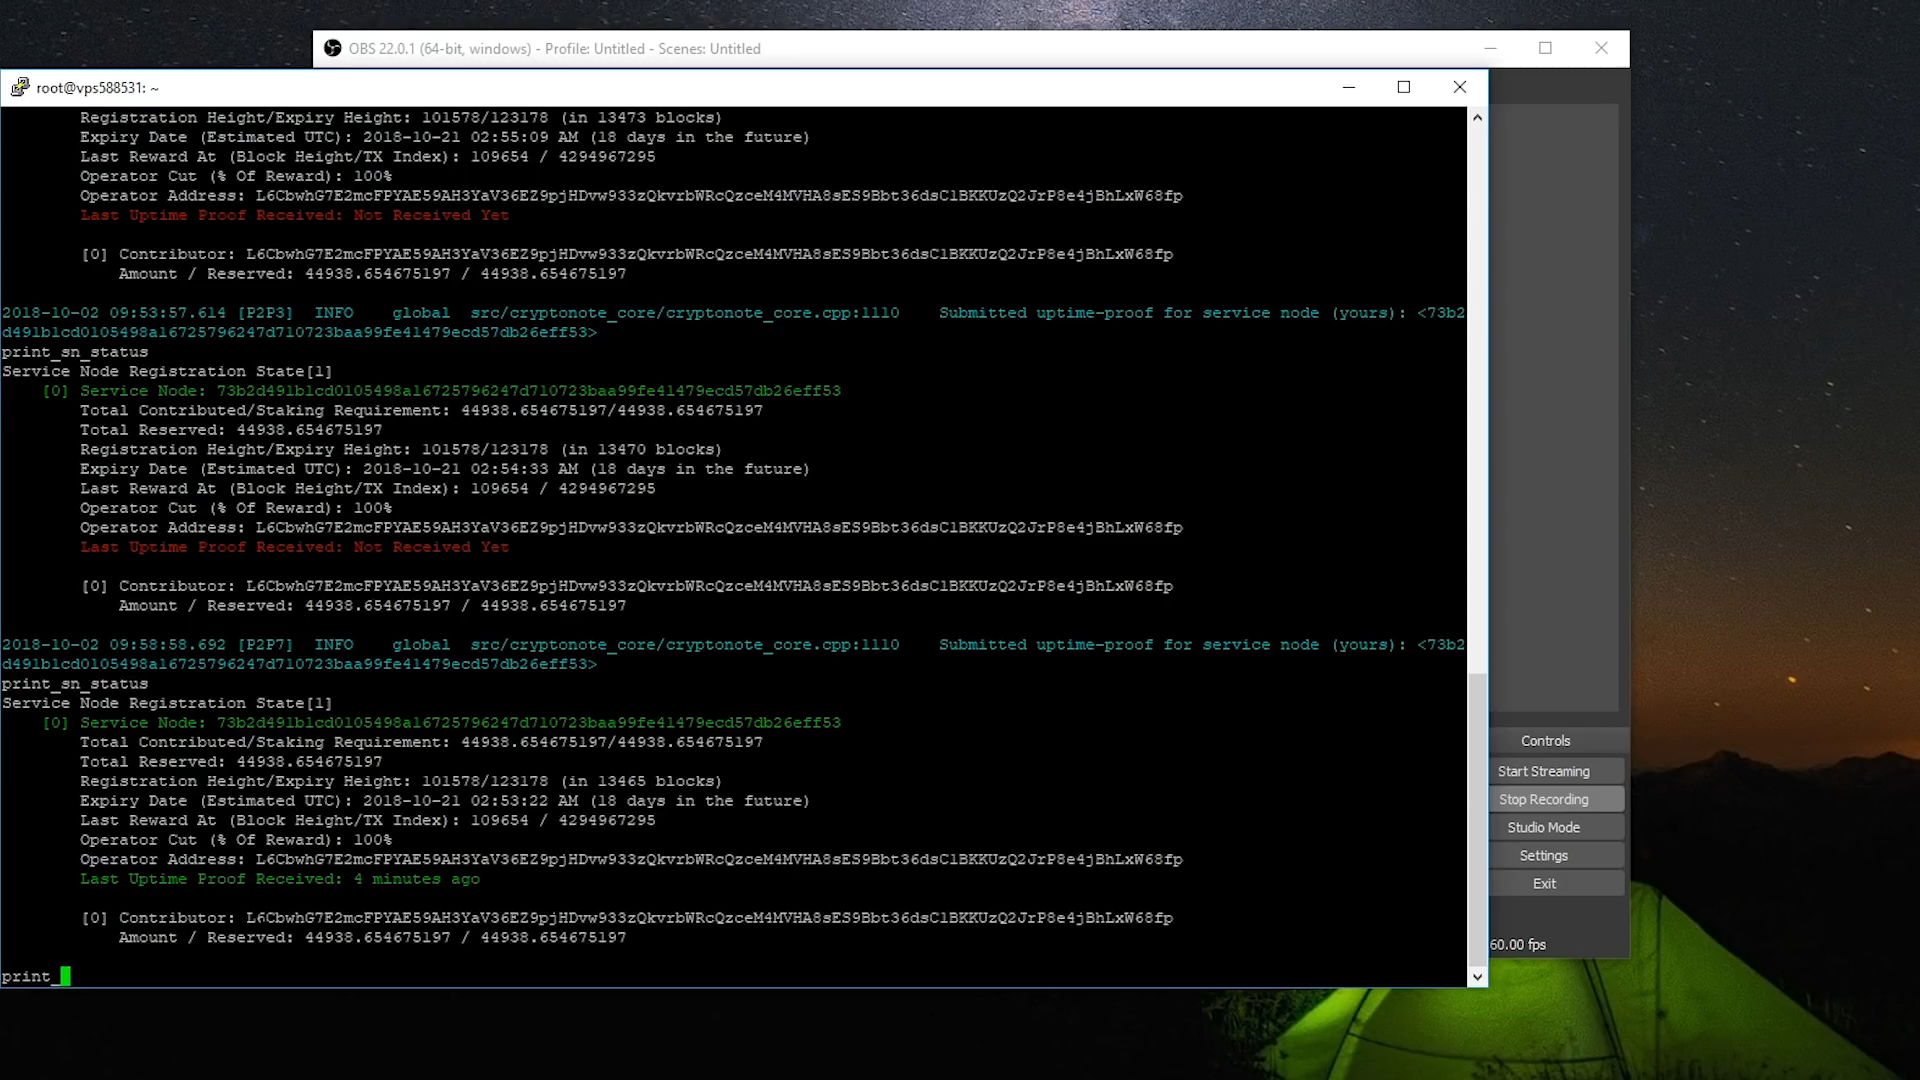 OBS 22.0.1 (64-bit, windows) - Profile: Untitled - Scenes: Untitled
root@vps588531: ~
Registration Height/Expiry Height: 101578/123178 (in 13473 blocks)
Expiry Date (Estimated UTC): 2018-10-21 02:55:09 AM (18 days in the future)
Last Reward At (Block Height/TX Index): 109654 / 4294967295
Operator Cut (% Of Reward): 100%
Operator Address: L6CbwhG7E2mcFPYAE59AH3YaV36EZ9pjHDvw933zQkvrbWRcQzceM4MVHA8sES9Bbt36dsClBKKUzQ2JrP8e4jBhLxW68fp
Last Uptime Proof Received: Not Received Yet
[0] Contributor: L6CbwhG7E2mcFPYAE59AH3YaV36EZ9pjHDvw933zQkvrbWRcQzceM4MVHA8sES9Bbt36dsClBKKUzQ2JrP8e4jBhLxW68fp
Amount / Reserved: 44938.654675197 / 44938.654675197
2018-10-02 09:53:57.614 [P2P3] INFO global src/cryptonote_core/cryptonote_core.cpp:1110 Submitted uptime-proof for service node (yours): <73b2
d491b1cd0105498a16725796247d710723baa99fe41479ecd57db26eff53>
print_sn_status
Service Node Registration State[1]
[0] Service Node: 73b2d491b1cd0105498a16725796247d710723baa99fe41479ecd57db26eff53
Total Contributed/Staking Requirement: 44938.654675197/44938.654675197
Total Reserved: 44938.654675197
Registration Height/Expiry Height: 101578/123178 (in 13470 blocks)
Expiry Date (Estimated UTC): 2018-10-21 02:54:33 AM (18 days in the future)
Last Reward At (Block Height/TX Index): 109654 / 4294967295
Operator Cut (% Of Reward): 100%
Operator Address: L6CbwhG7E2mcFPYAE59AH3YaV36EZ9pjHDvw933zQkvrbWRcQzceM4MVHA8sES9Bbt36dsClBKKUzQ2JrP8e4jBhLxW68fp
Last Uptime Proof Received: Not Received Yet
[0] Contributor: L6CbwhG7E2mcFPYAE59AH3YaV36EZ9pjHDvw933zQkvrbWRcQzceM4MVHA8sES9Bbt36dsClBKKUzQ2JrP8e4jBhLxW68fp
Amount / Reserved: 44938.654675197 / 44938.654675197
2018-10-02 09:58:58.692 [P2P7] INFO global src/cryptonote_core/cryptonote_core.cpp:1110 Submitted uptime-proof for service node (yours): <73b2
d491b1cd0105498a16725796247d710723baa99fe41479ecd57db26eff53>
print_sn_status
Service Node Registration State[1]
[0] Service Node: 73b2d491b1cd0105498a16725796247d710723baa99fe41479ecd57db26eff53
Total Contributed/Staking Requirement: 44938.654675197/44938.654675197
Total Reserved: 44938.654675197
Registration Height/Expiry Height: 101578/123178 (in 13465 blocks)
Expiry Date (Estimated UTC): 2018-10-21 02:53:22 AM (18 days in the future)
Last Reward At (Block Height/TX Index): 109654 / 4294967295
Operator Cut (% Of Reward): 100%
Operator Address: L6CbwhG7E2mcFPYAE59AH3YaV36EZ9pjHDvw933zQkvrbWRcQzceM4MVHA8sES9Bbt36dsClBKKUzQ2JrP8e4jBhLxW68fp
Last Uptime Proof Received: 4 minutes ago
[0] Contributor: L6CbwhG7E2mcFPYAE59AH3YaV36EZ9pjHDvw933zQkvrbWRcQzceM4MVHA8sES9Bbt36dsClBKKUzQ2JrP8e4jBhLxW68fp
Amount / Reserved: 44938.654675197 / 44938.654675197
print_
Controls
Start Streaming
Stop Recording
Studio Mode
Settings
Exit
60.00 fps